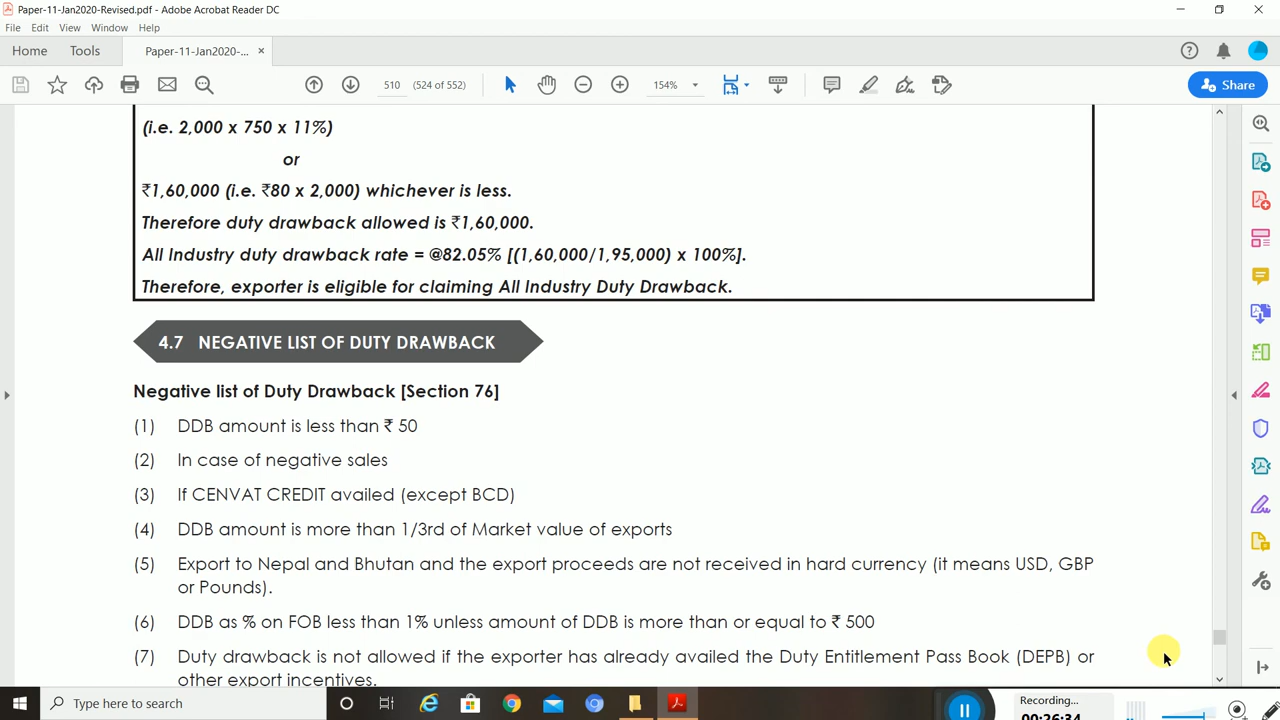 Paper-11-Jan2020-Revised.pdf - Adobe Acrobat Reader DC
File Edit View Window Help
Home Tools Paper-11-Jan2020-... ×
510 (524 of 552) 154% Share
(i.e. 2,000 x 750 x 11%)
or
₹1,60,000 (i.e. ₹80 x 2,000) whichever is less.
Therefore duty drawback allowed is ₹1,60,000.
All Industry duty drawback rate = @82.05% [(1,60,000/1,95,000) x 100%].
Therefore, exporter is eligible for claiming All Industry Duty Drawback.
4.7 NEGATIVE LIST OF DUTY DRAWBACK
Negative list of Duty Drawback [Section 76]
(1) DDB amount is less than ₹ 50
(2) In case of negative sales
(3) If CENVAT CREDIT availed (except BCD)
(4) DDB amount is more than 1/3rd of Market value of exports
(5) Export to Nepal and Bhutan and the export proceeds are not received in hard currency (it means USD, GBP
or Pounds).
(6) DDB as % on FOB less than 1% unless amount of DDB is more than or equal to ₹ 500
(7) Duty drawback is not allowed if the exporter has already availed the Duty Entitlement Pass Book (DEPB) or
other export incentives.
Type here to search
Recording...
00:26:34